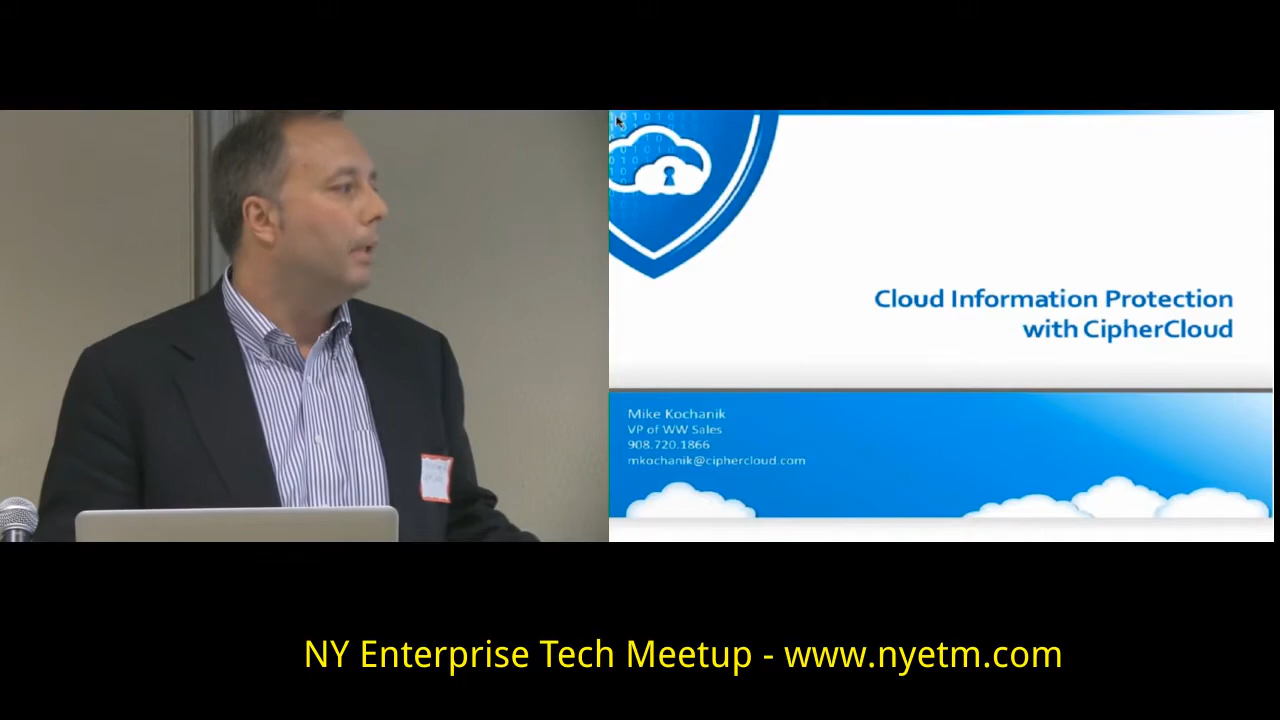 Cloud Information Protection
with CipherCloud
Mike Kochanik
VP of WW Sales
908.720.1866
mkochanik@ciphercloud.com
NY Enterprise Tech Meetup - www.nyetm.com